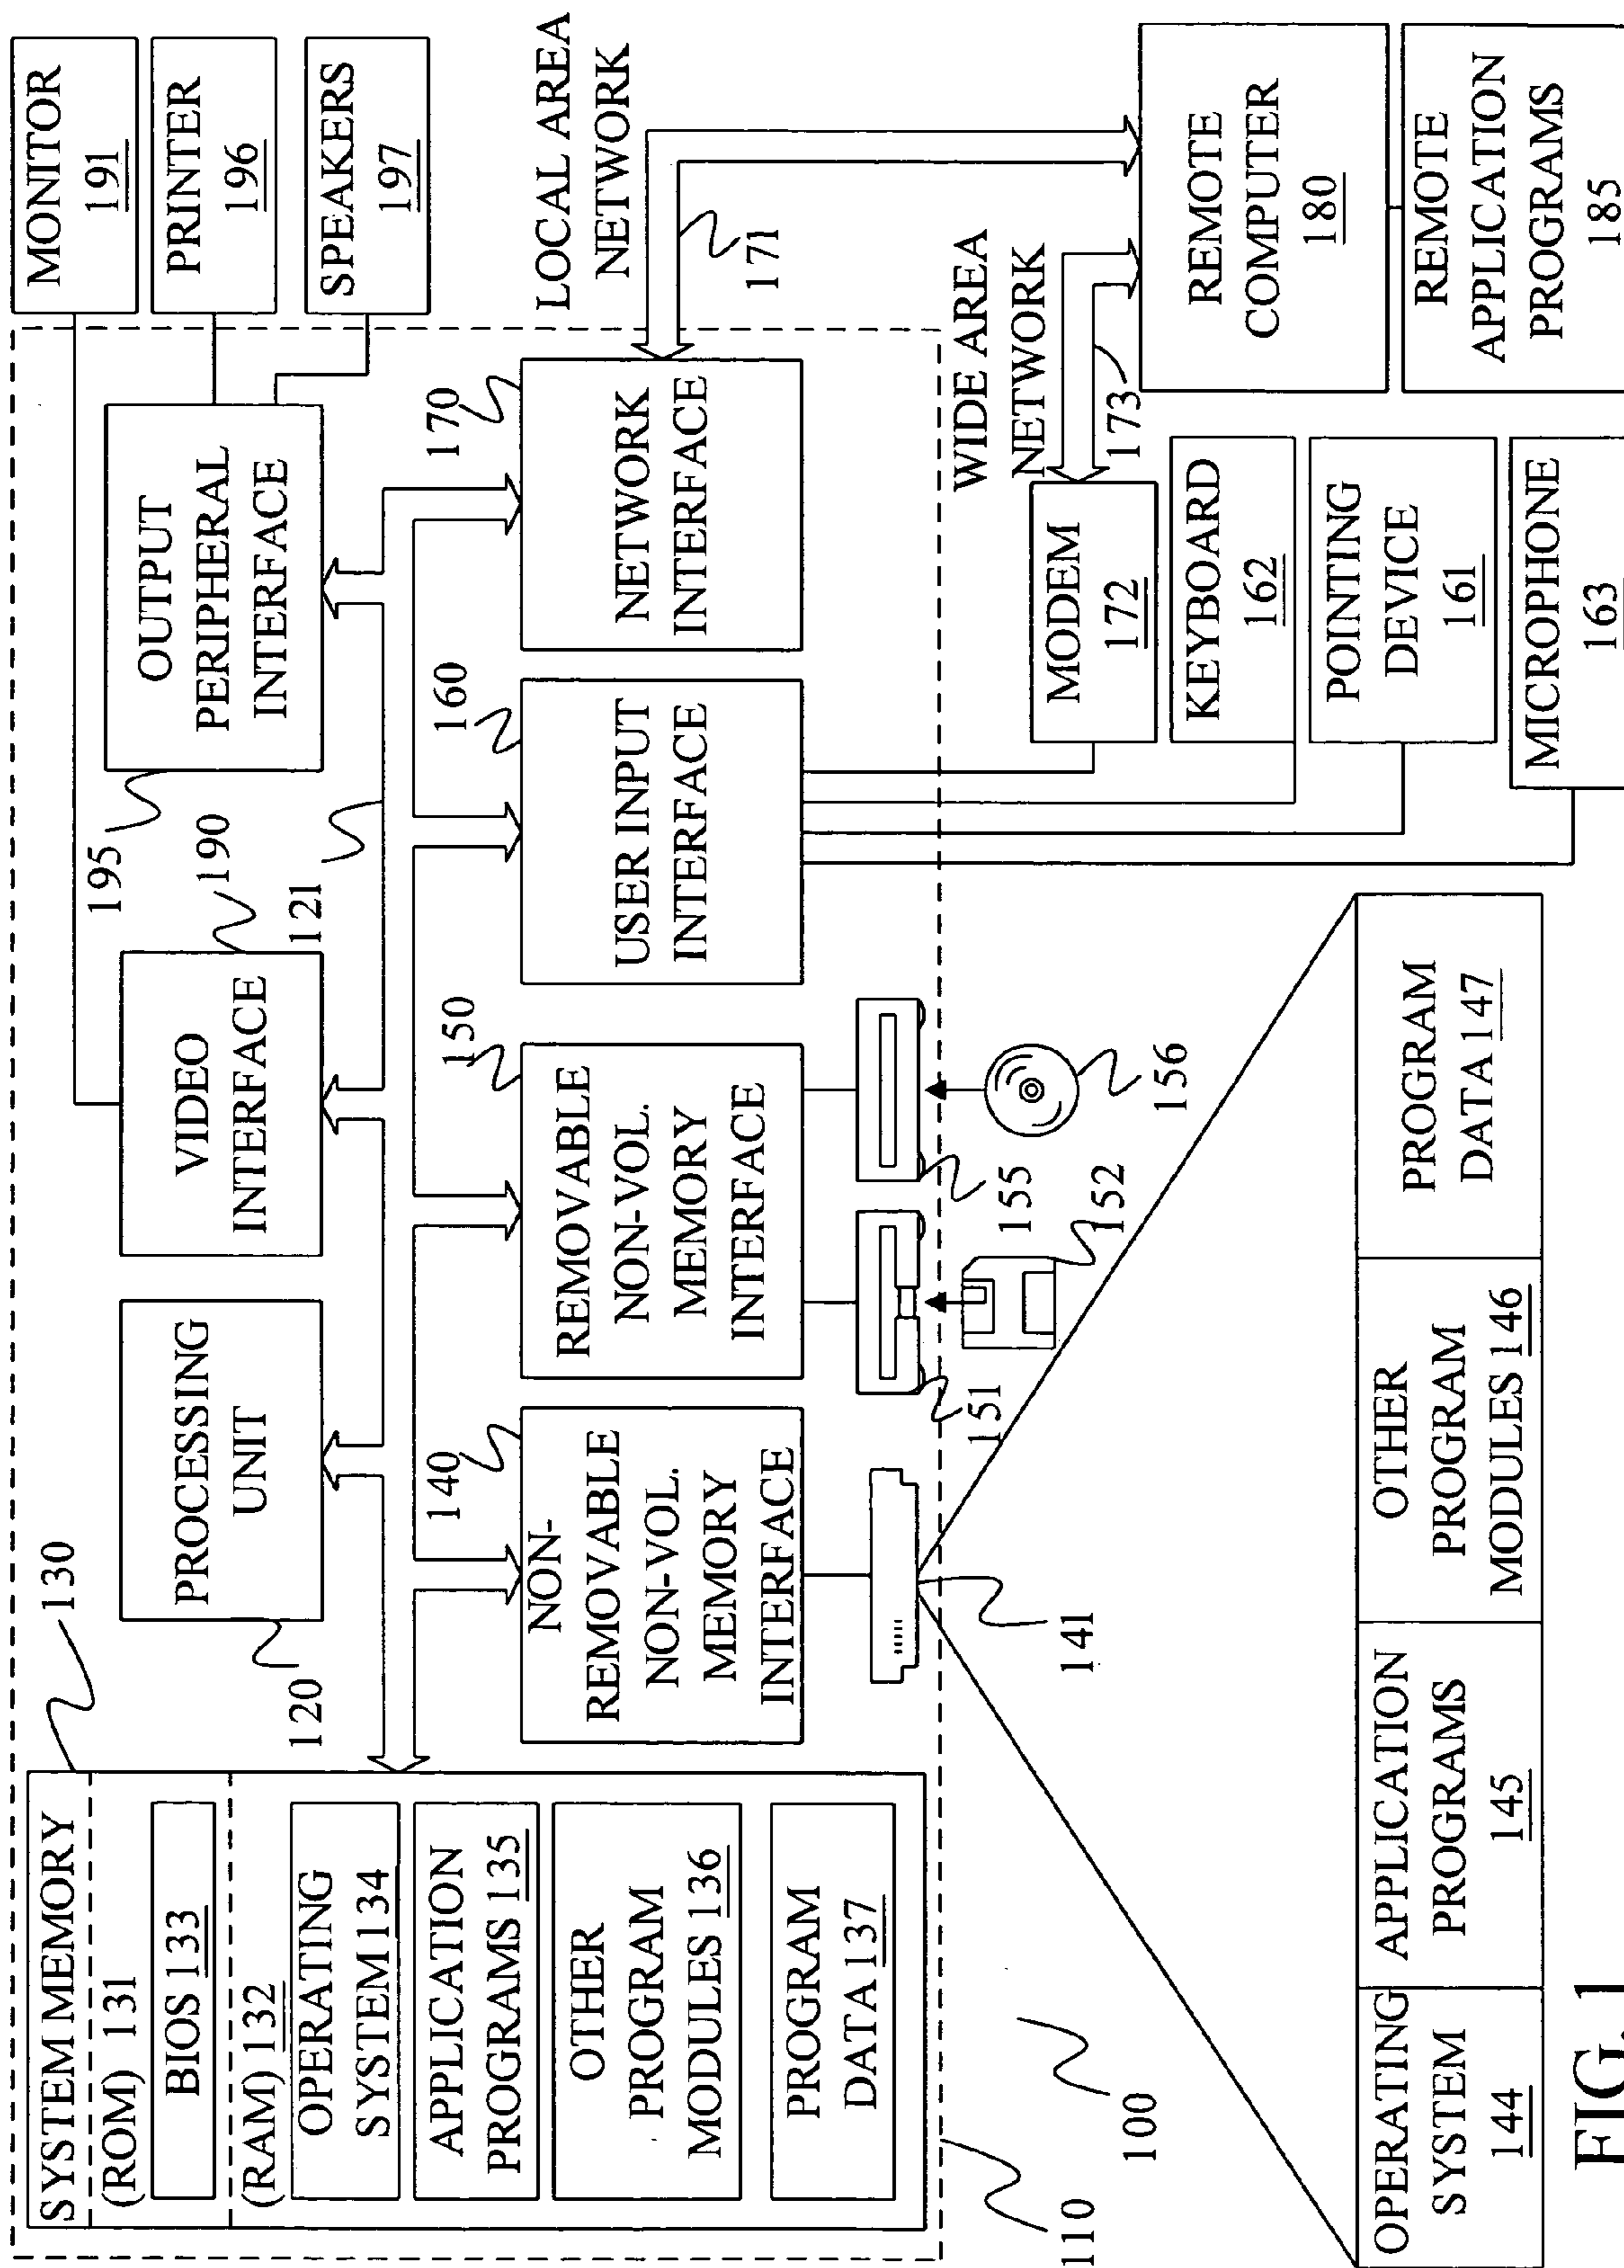 SYSTEM MEMORY
(ROM) 131
BIOS 133
(RAM) 132
OPERATING
SYSTEM 134
APPLICATION
PROGRAMS 135
OTHER
PROGRAM
MODULES 136
PROGRAM
DATA 137
130
PROCESSING
UNIT
120
VIDEO
INTERFACE
190
121
OUTPUT
PERIPHERAL
INTERFACE
195
MONITOR
191
PRINTER
196
SPEAKERS
197
140
NON-
REMOVABLE
NON-VOL.
MEMORY
INTERFACE
150
REMOVABLE
NON-VOL.
MEMORY
INTERFACE
160
USER INPUT
INTERFACE
170
NETWORK
INTERFACE
LOCAL AREA
NETWORK
171
WIDE AREA
NETWORK
173
141
151
152
155
156
MODEM
172
KEYBOARD
162
POINTING
DEVICE
161
MICROPHONE
163
REMOTE
COMPUTER
180
REMOTE
APPLICATION
PROGRAMS
185
110
100
OPERATING
SYSTEM
144
APPLICATION
PROGRAMS
145
OTHER
PROGRAM
MODULES 146
PROGRAM
DATA 147
FIG. 1